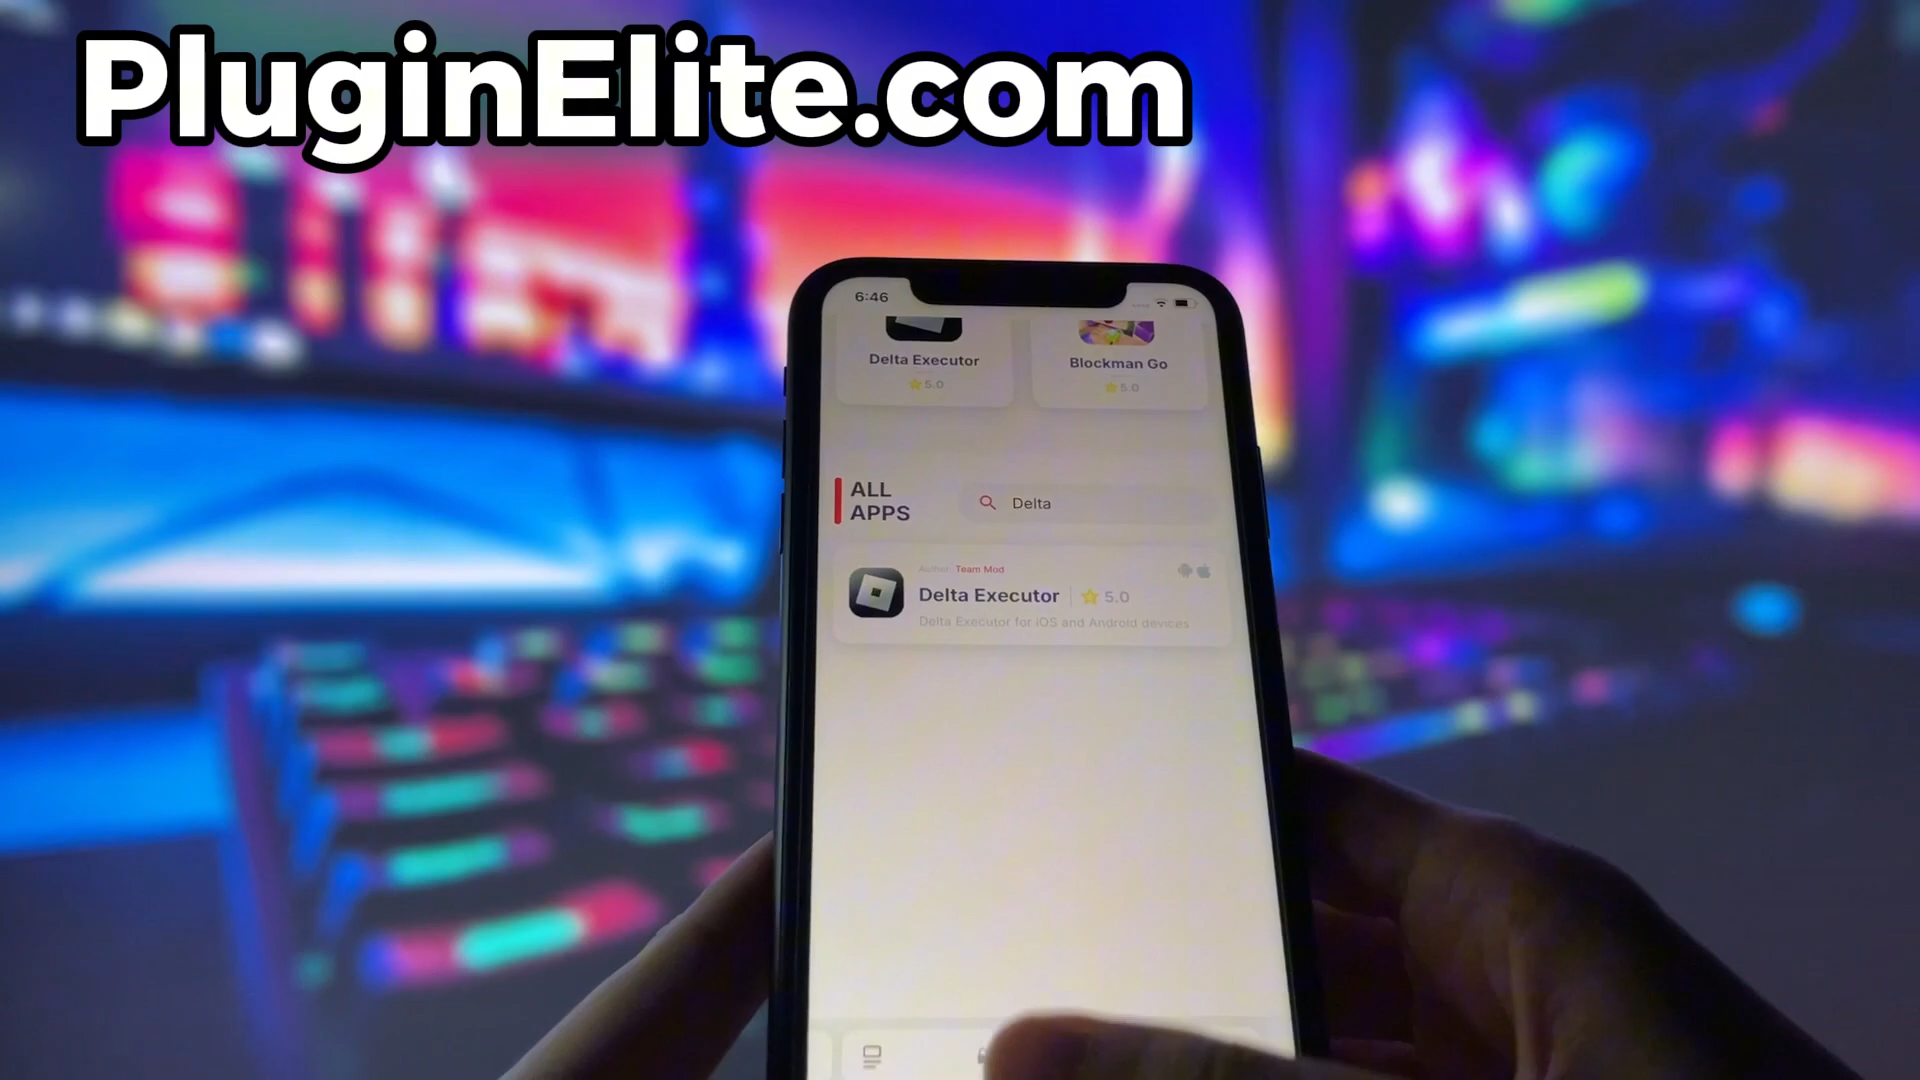 PluginElite.com
6:46
Delta Executor
5.0
Blockman Go
5.0
ALL
APPS
Delta
Author: Team Mod
Delta Executor
5.0
Delta Executor for iOS and Android devices